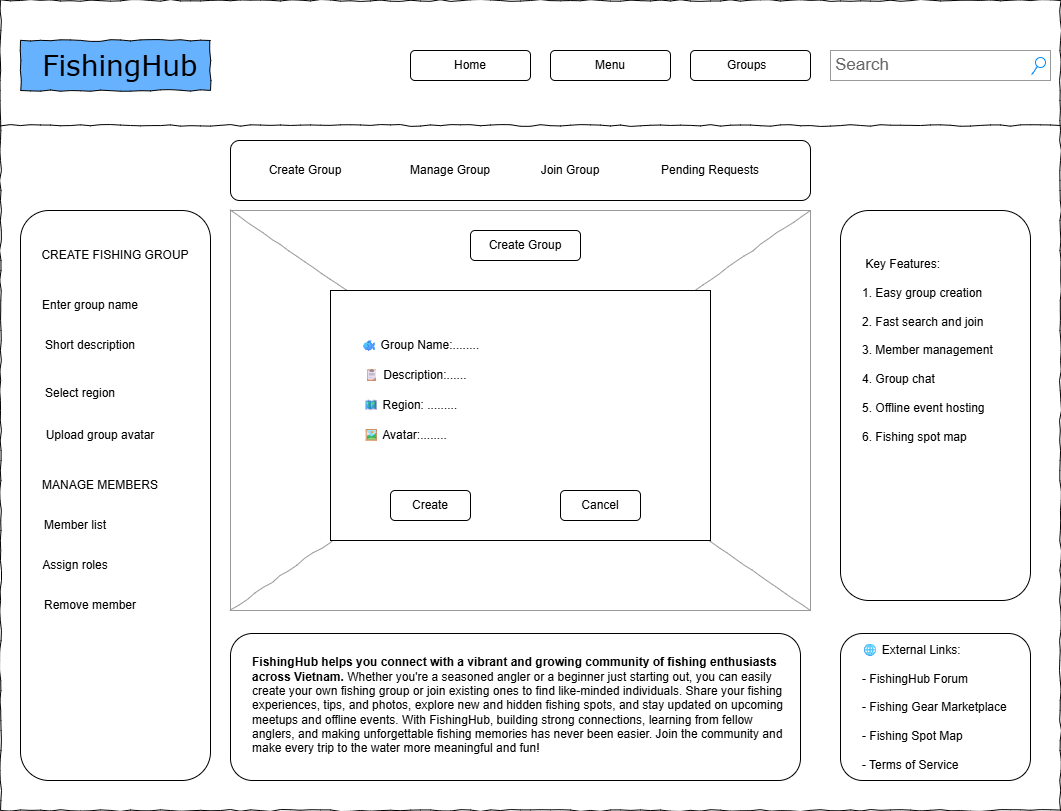 FishingHub
Home
Menu
Groups
Search
Create Group
Manage Group
Join Group
Pending Requests
CREATE FISHING GROUP
Enter group name
Short description
Select region
Upload group avatar
MANAGE MEMBERS
Member list
Assign roles
Remove member
Create Group
Group Name:........
Description:......
Region: .........
Avatar:........
Create
Cancel
Key Features:
1. Easy group creation
2. Fast search and join
3. Member management
4. Group chat
5. Offline event hosting
6. Fishing spot map
FishingHub helps you connect with a vibrant and growing community of fishing enthusiasts
across Vietnam. Whether you're a seasoned angler or a beginner just starting out, you can easily
create your own fishing group or join existing ones to find like-minded individuals. Share your fishing
experiences, tips, and photos, explore new and hidden fishing spots, and stay updated on upcoming
meetups and offline events. With FishingHub, building strong connections, learning from fellow
anglers, and making unforgettable fishing memories has never been easier. Join the community and
make every trip to the water more meaningful and fun!
External Links:
- FishingHub Forum
- Fishing Gear Marketplace
- Fishing Spot Map
- Terms of Service